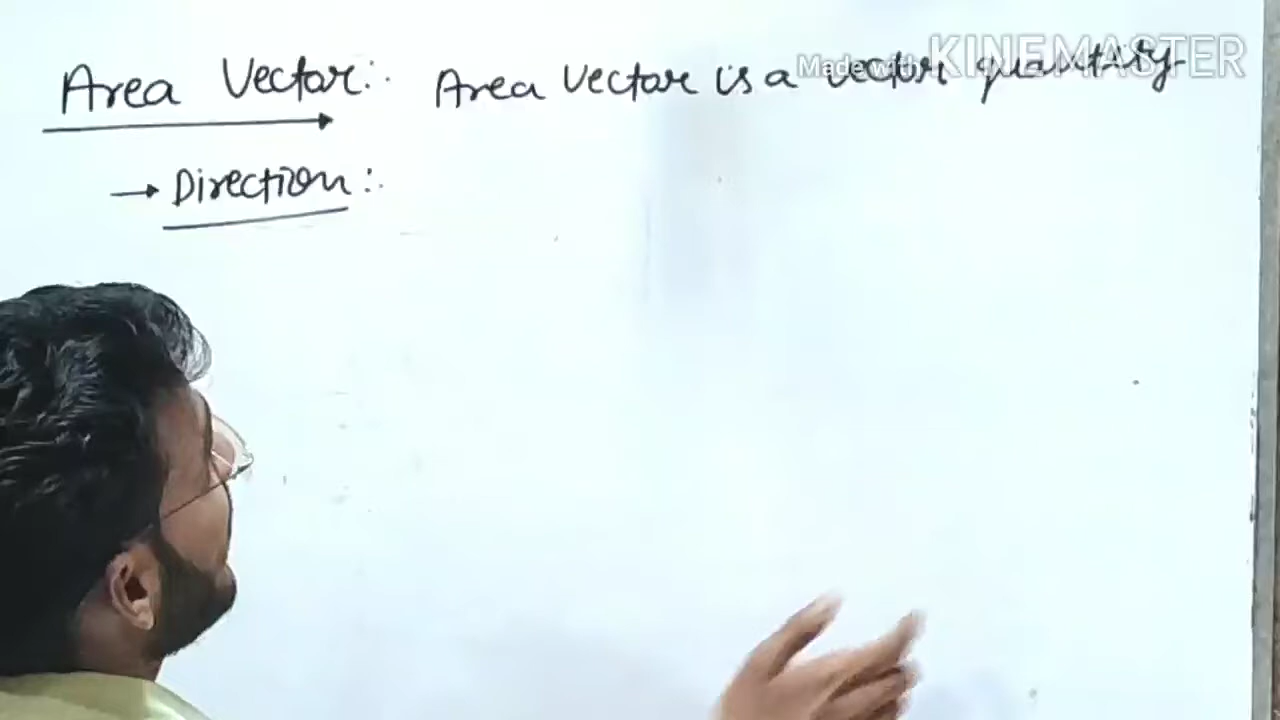 Area Vector:. Area Vector is a vector quantity
→ Direction:.
Made with KINEMASTER